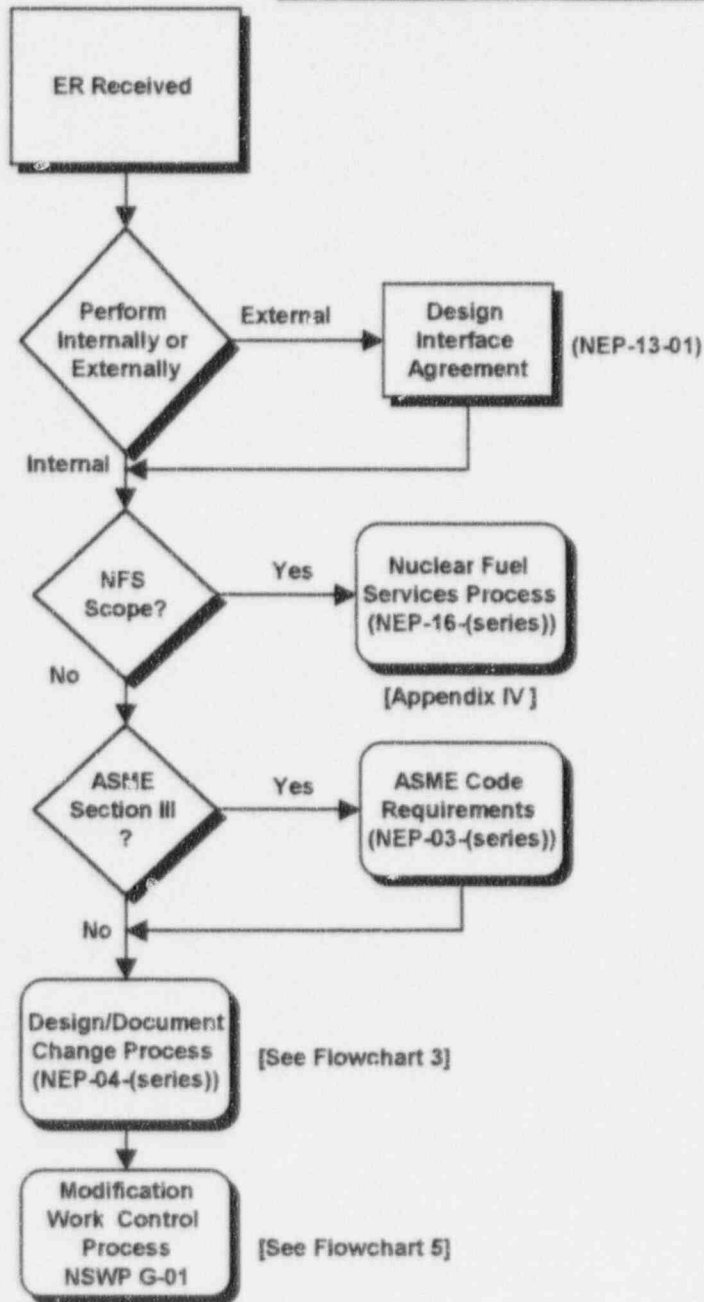 ER Received
Perform
Internally or
Externally
External
Design
Interface
Agreement
(NEP-13-01)
Internal
NFS
Scope?
Yes
Nuclear Fuel
Services Process
(NEP-16-(series))
[Appendix IV]
No
ASME
Section III
?
Yes
ASME Code
Requirements
(NEP-03-(series))
No
Design/Document
Change Process
(NEP-04-(series))
[See Flowchart 3]
Modification
Work Control
Process
NSWP G-01
[See Flowchart 5]